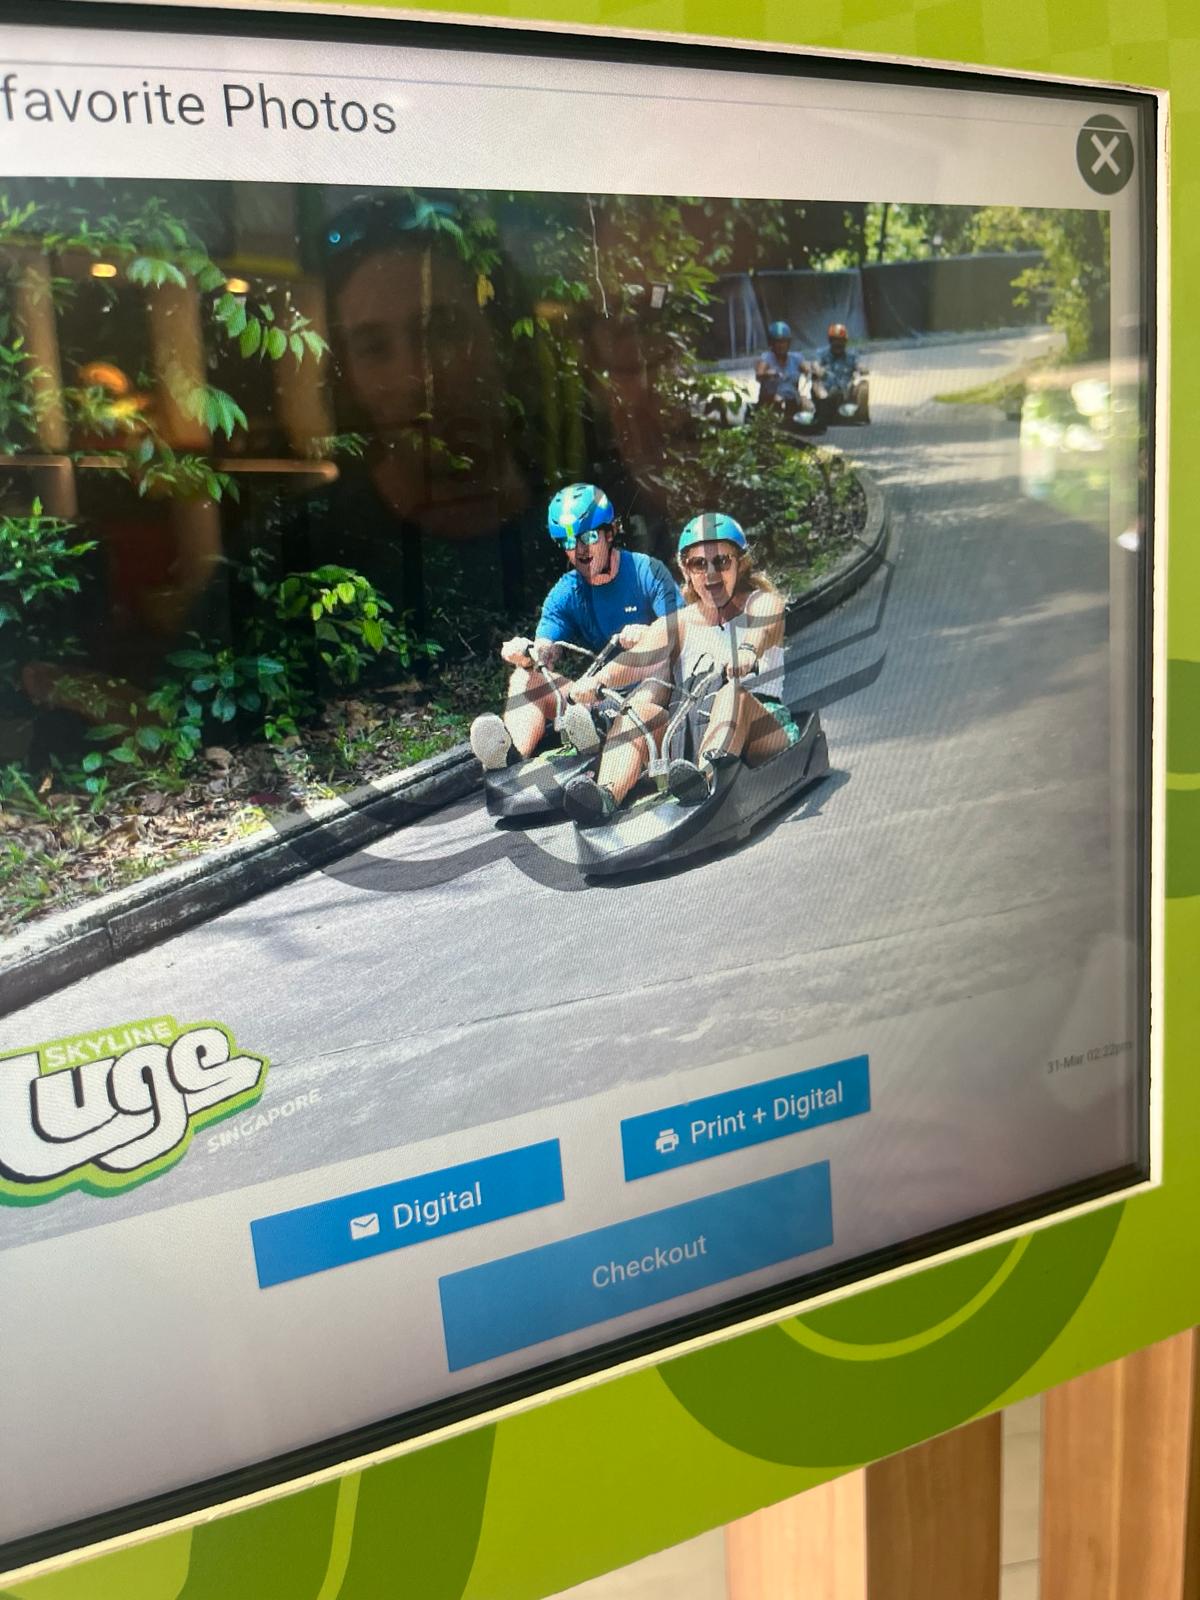 favorite Photos
X
SKYLINE
Luge
SINGAPORE
31-Mar 02:22pm
Digital
Print + Digital
Checkout